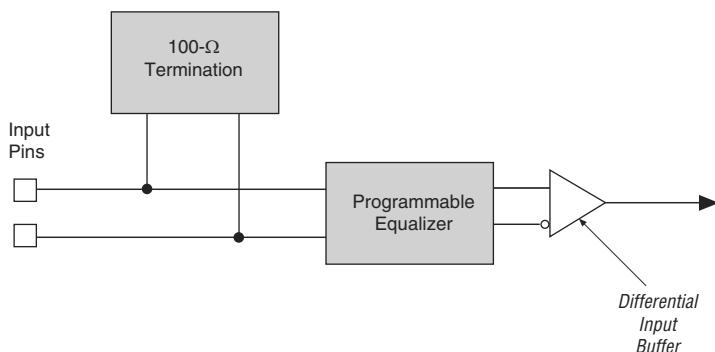 100-Ω
Termination
Input
Pins
Programmable
Equalizer
Differential
Input
Buffer